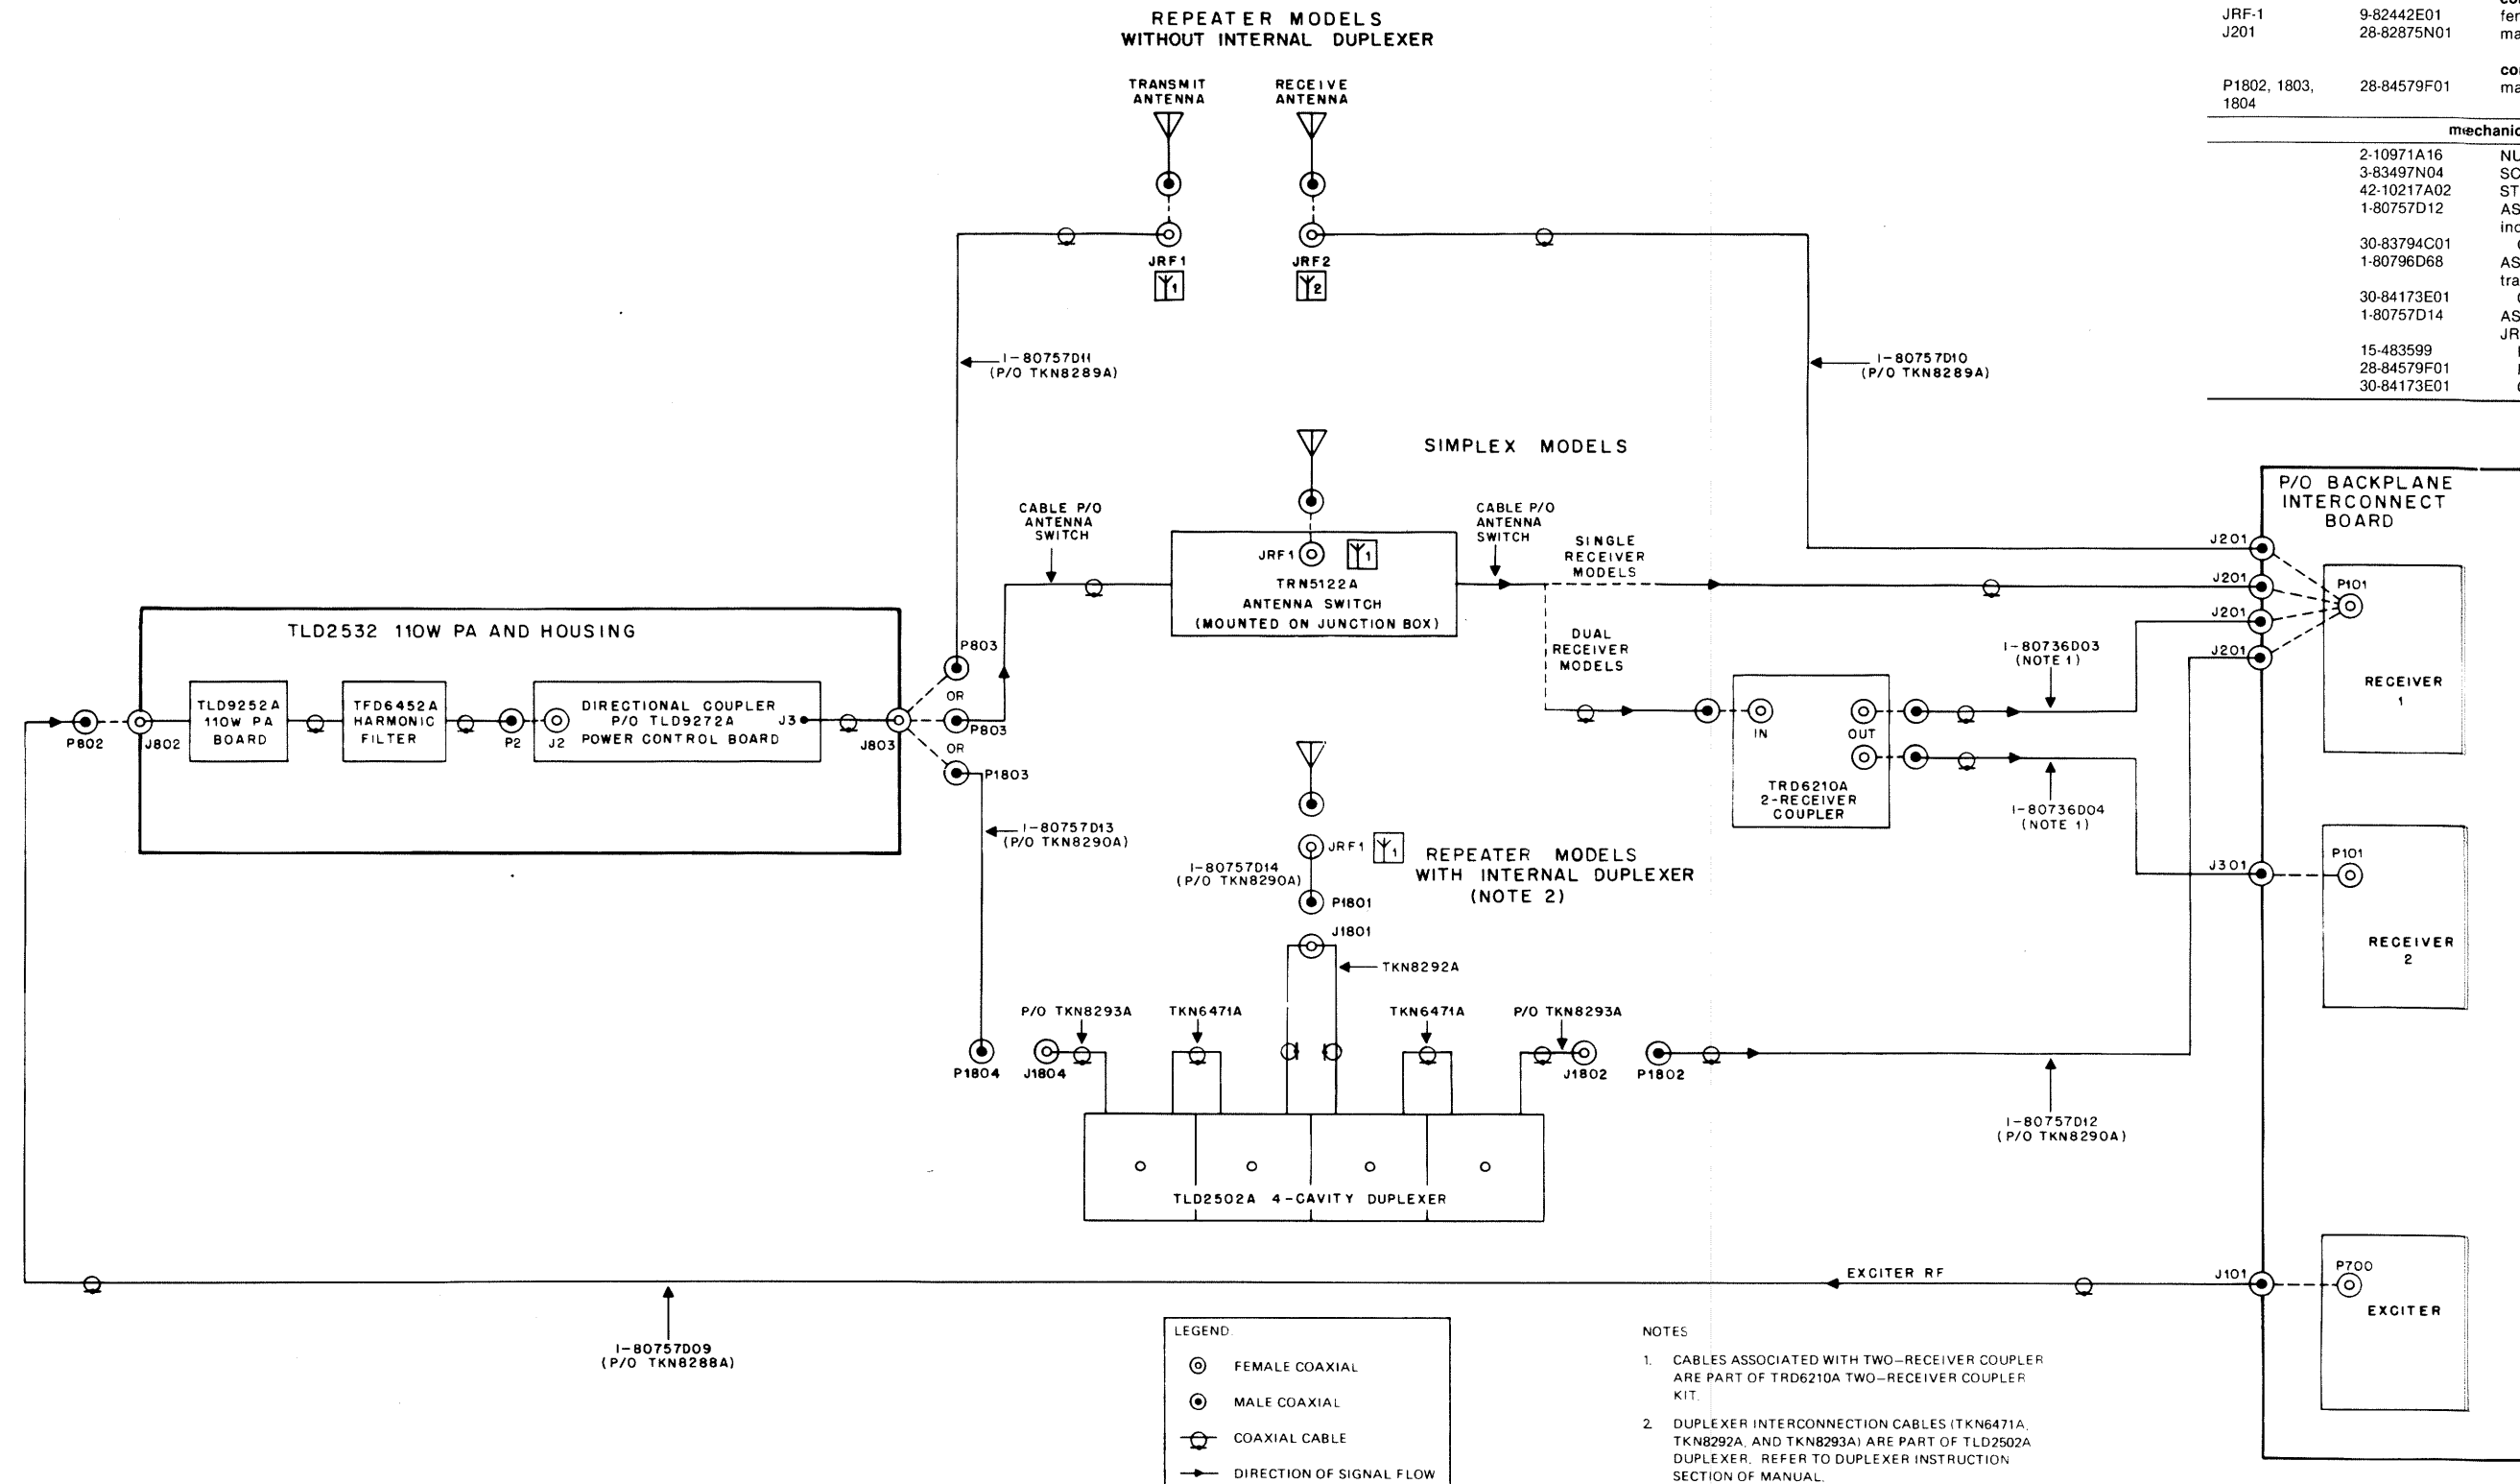 REPEATER MODELS
WITHOUT INTERNAL DUPLEXER
TRANSMIT
ANTENNA
RECEIVE
ANTENNA
JRF1
1
JRF2
2
1-80757D11
(P/O TKN8289A)
1-80757D10
(P/O TKN8289A)
JRF-1 9-82442E01
J201 28-82875N01
P1802, 1803, 28-84579F01
1804
2-10971A16
3-83497N04
42-10217A02
1-80757D12
30-83794C01
1-80796D68
30-84173E01
1-80757D14
15-483599
28-84579F01
30-84173E01
SIMPLEX MODELS
CABLE P/O
ANTENNA
SWITCH
JRF1
1
TRN5122A
ANTENNA SWITCH
(MOUNTED ON JUNCTION BOX)
CABLE P/O
ANTENNA
SWITCH
SINGLE
RECEIVER
MODELS
DUAL
RECEIVER
MODELS
P/O BACKPLANE
INTERCONNECT
BOARD
J201
J201
J201
J201
P101
RECEIVER
1
TLD2532 110W PA AND HOUSING
P802
J802
TLD9252A
110W PA
BOARD
TFD6452A
HARMONIC
FILTER
P2
J2
DIRECTIONAL COUPLER
P/O TLD9272A
POWER CONTROL BOARD
J3
J803
P803
OR
P803
OR
P1803
1-80757D13
(P/O TKN8290A)
IN
OUT
TRD6210A
2-RECEIVER
COUPLER
1-80736D03
(NOTE 1)
1-80736D04
(NOTE 1)
J301
P101
RECEIVER
2
JRF1
1
1-80757D14
(P/O TKN8290A)
REPEATER MODELS
WITH INTERNAL DUPLEXER
(NOTE 2)
P1801
J1801
TKN8292A
P/O TKN8293A
TKN6471A
TKN6471A
P/O TKN8293A
P1804
J1804
J1802
P1802
1-80757D12
(P/O TKN8290A)
TLD2502A 4-CAVITY DUPLEXER
EXCITER RF
J101
P700
EXCITER
1-80757D09
(P/O TKN8288A)
LEGEND.
FEMALE COAXIAL
MALE COAXIAL
COAXIAL CABLE
DIRECTION OF SIGNAL FLOW
NOTES
1. CABLES ASSOCIATED WITH TWO-RECEIVER COUPLER
ARE PART OF TRD6210A TWO-RECEIVER COUPLER
KIT.
2 DUPLEXER INTERCONNECTION CABLES (TKN6471A,
TKN8292A, AND TKN8293A) ARE PART OF TLD2502A
DUPLEXER. REFER TO DUPLEXER INSTRUCTION
SECTION OF MANUAL.